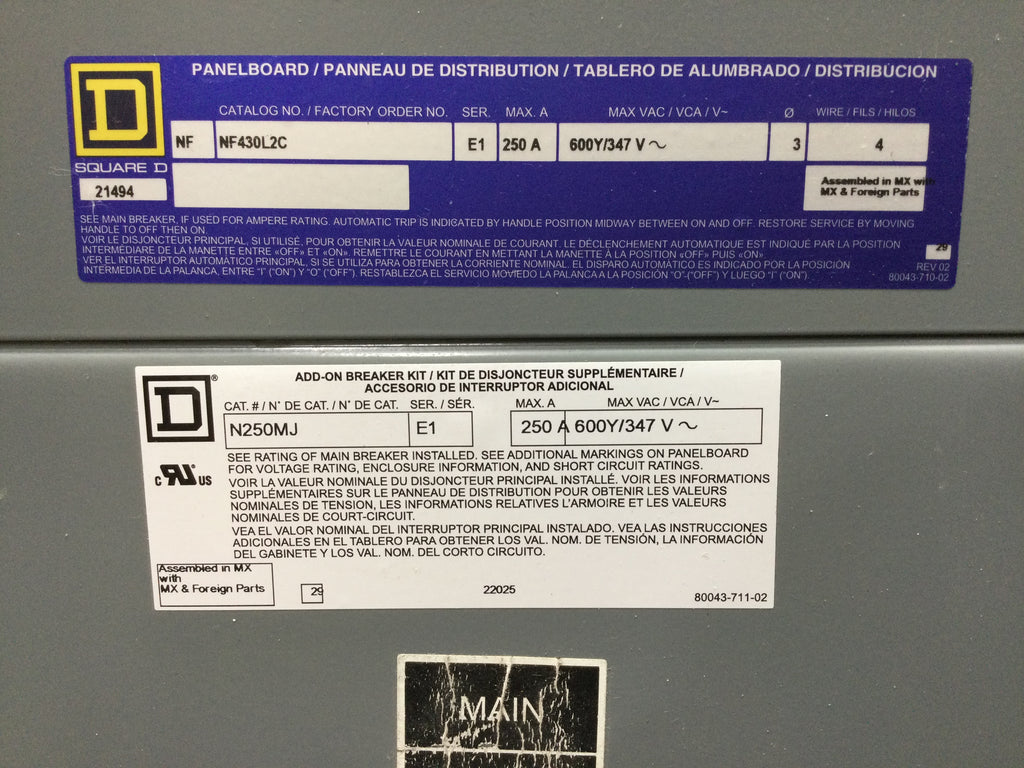 PANELBOARD / PANNEAU DE DISTRIBUTION / TABLERO DE ALUMBRADO / DISTRIBUCION
CATALOG NO. / FACTORY ORDER NO. SER. MAX. A MAX VAC / VCA / V~ Ø WIRE / FILS / HILOS
NF NF430L2C E1 250 A 600Y/347 V ~ 3 4
D
SQUARE D
21494
Assembled in MX with
MX & Foreign Parts
SEE MAIN BREAKER, IF USED FOR AMPERE RATING. AUTOMATIC TRIP IS INDICATED BY HANDLE POSITION MIDWAY BETWEEN ON AND OFF. RESTORE SERVICE BY MOVING
HANDLE TO OFF THEN ON.
VOIR LE DISJONCTEUR PRINCIPAL, SI UTILISÉ. POUR OBTENIR LA VALEUR NOMINALE DE COURANT. LE DÉCLENCHEMENT AUTOMATIQUE EST INDIQUÉ PAR LA POSITION
INTERMÉDIARE DE LA MANETTE ENTRE «OFF» ET «ON». REMETTRE LE COURANT EN METTANT LA MANETTE À LA POSITION «OFF» PUIS «ON»
VER EL INTERRUPTOR AUTOMATICO PRINCIPAL, SI SE UTILIZA PARA OBTENER LA CORRIENTE NOMINAL. EL DISPARO AUTOMATICO ES INDICADO POR LA POSICIÓN
INTERMEDIA DE LA PALANCA, ENTRE "I" ("ON") Y "O" ("OFF"). RESTABLEZCA EL SERVICIO MOVIEDO LA PALANCA A LA POSICIÓN "O"-("OFF") Y LUEGO "I" ("ON").
29
REV 02
80043-710-02
ADD-ON BREAKER KIT / KIT DE DISJONCTEUR SUPPLÉMENTAIRE /
ACCESORIO DE INTERRUPTOR ADICIONAL
D ®
CAT. # / N° DE CAT. / N° DE CAT. SER. / SÉR. MAX. A MAX VAC / VCA / V~
N250MJ E1 250 A 600Y/347 V ~
c RU US
SEE RATING OF MAIN BREAKER INSTALLED. SEE ADDITIONAL MARKINGS ON PANELBOARD
FOR VOLTAGE RATING, ENCLOSURE INFORMATION, AND SHORT CIRCUIT RATINGS.
VOIR LA VALEUR NOMINALE DU DISJONCTEUR PRINCIPAL INSTALLÉ. VOIR LES INFORMATIONS
SUPPLÉMENTAIRES SUR LE PANNEAU DE DISTRIBUTION POUR OBTENIR LES VALEURS
NOMINALES DE TENSION, LES INFORMATIONS RELATIVES L'ARMOIRE ET LES VALEURS
NOMINALES DE COURT-CIRCUIT.
VEA EL VALOR NOMINAL DEL INTERRUPTOR PRINCIPAL INSTALADO. VEA LAS INSTRUCCIONES
ADICIONALES EN EL TABLERO PARA OBTENER LOS VAL. NOM. DE TENSIÓN, LA INFORMACIÓN
DEL GABINETE Y LOS VAL. NOM. DEL CORTO CIRCUITO.
Assembled in MX
with
MX & Foreign Parts
29
22025
80043-711-02
MAIN